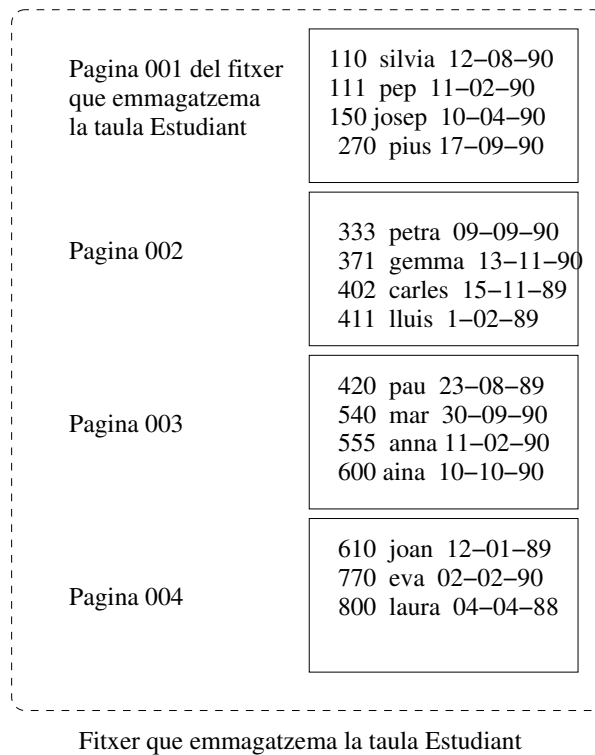 Pagina 001 del fitxer
que emmagatzema
la taula Estudiant
110 silvia 12−08−90
111 pep 11−02−90
150 josep 10−04−90
270 pius 17−09−90
Pagina 002
333 petra 09−09−90
371 gemma 13−11−90
402 carles 15−11−89
411 lluis 1−02−89
Pagina 003
420 pau 23−08−89
540 mar 30−09−90
555 anna 11−02−90
600 aina 10−10−90
Pagina 004
610 joan 12−01−89
770 eva 02−02−90
800 laura 04−04−88
Fitxer que emmagatzema la taula Estudiant